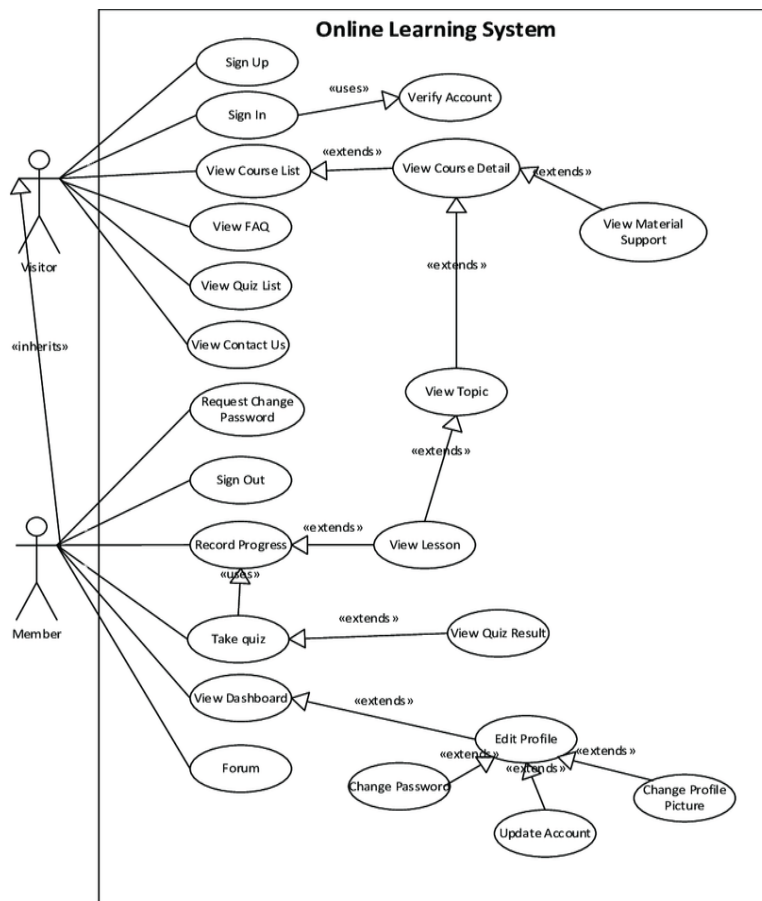 Online Learning System
Sign Up
«uses»
Verify Account
Sign In
«extends»
View Course List
View Course Detail
«extends»
View Material
Support
View FAQ
Visitor
«extends»
View Quiz List
«inherits»
View Contact Us
View Topic
Request Change
Password
«extends»
Sign Out
«extends»
Record Progress
View Lesson
«uses»
Member
Take quiz
«extends»
View Quiz Result
View Dashboard
«extends»
Edit Profile
«extends»
«extends»
«extends»
Forum
Change Password
Change Profile
Picture
Update Account